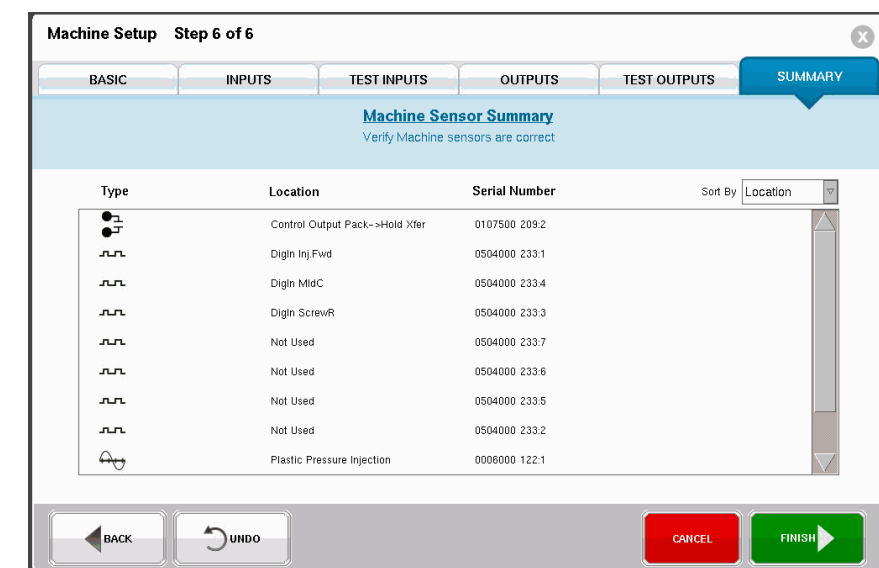 Machine Setup Step 6 of 6
X
BASIC INPUTS TEST INPUTS OUTPUTS TEST OUTPUTS SUMMARY
Machine Sensor Summary
Verify Machine sensors are correct
Type Location Serial Number Sort By Location
Control Output Pack->Hold Xfer 0107500 209:2
DigIn Inj.Fwd 0504000 233:1
DigIn MldC 0504000 233:4
DigIn ScrewR 0504000 233:3
Not Used 0504000 233:7
Not Used 0504000 233:6
Not Used 0504000 233:5
Not Used 0504000 233:2
Plastic Pressure Injection 0006000 122:1
BACK UNDO CANCEL FINISH